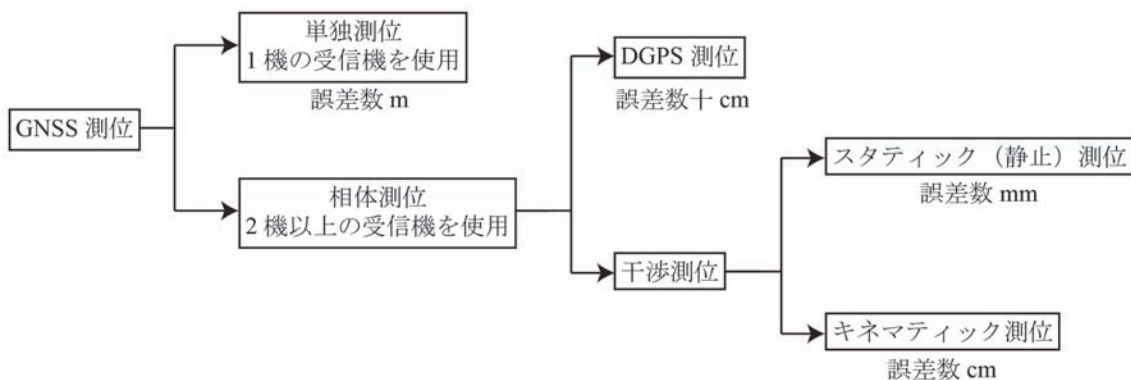 GNSS 測位
単独測位
1 機の受信機を使用
誤差数 m
相体測位
2 機以上の受信機を使用
DGPS 測位
誤差数十 cm
干渉測位
スタティック（静止）測位
誤差数 mm
キネマティック測位
誤差数 cm